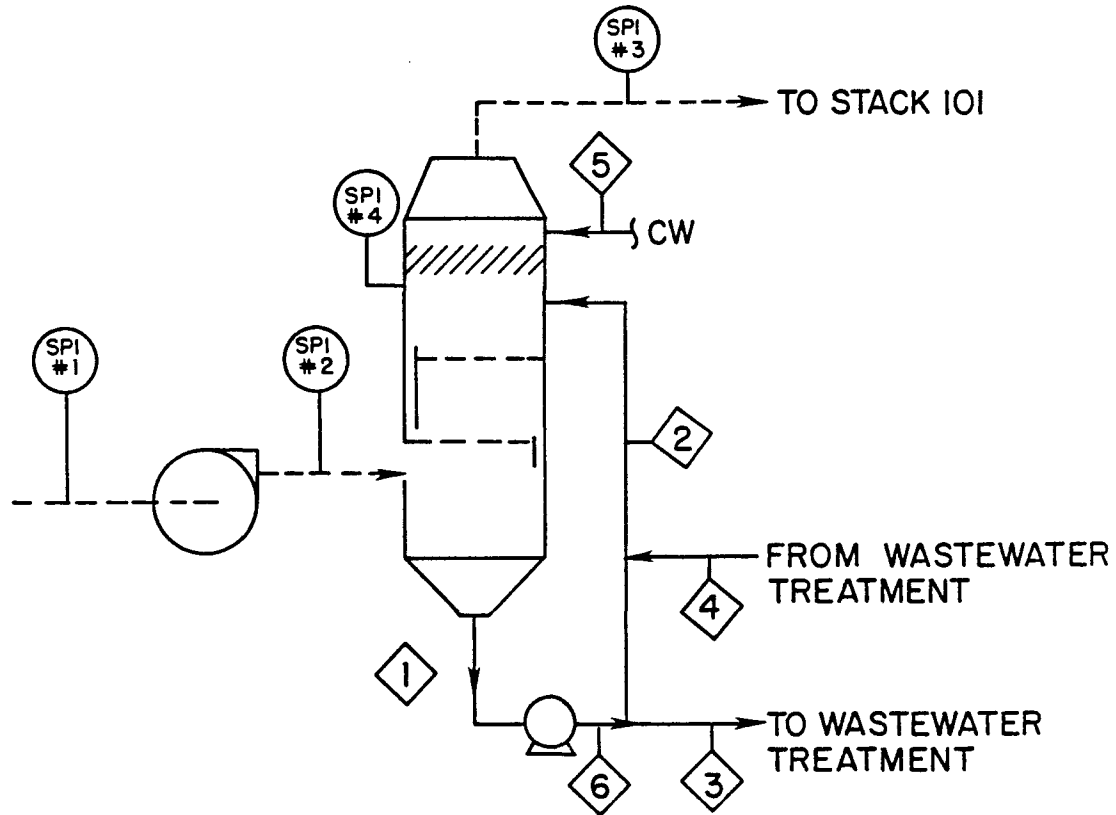 SPI
#3
TO STACK 101
5
SPI
#4
CW
SPI
#1
SPI
#2
2
FROM WASTEWATER
TREATMENT
4
1
TO WASTEWATER
TREATMENT
6
3